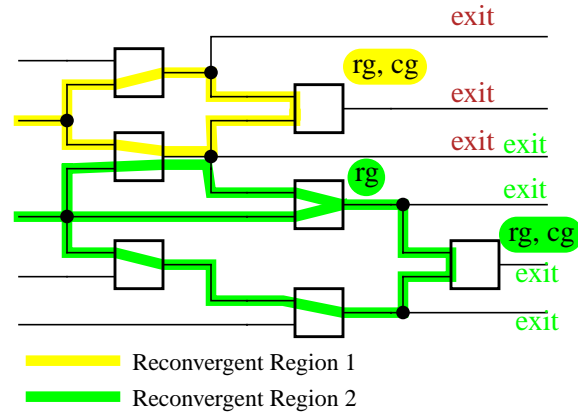 exit
rg, cg
exit
exit exit
rg
exit
rg, cg
exit
exit
Reconvergent Region 1
Reconvergent Region 2